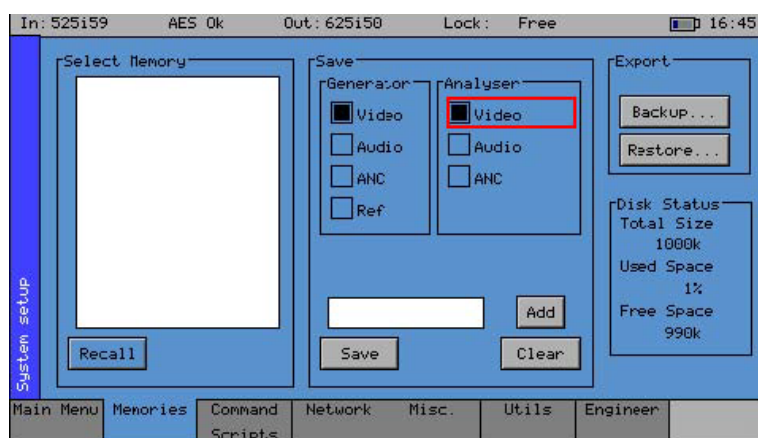 In:525i59 AES Ok Out:625i50 Lock: Free 16:45
Select Memory
Recall
Save
Generator
Video
Audio
ANC
Ref
Analyser
Video
Audio
ANC
Add
Save
Clear
Export
Backup...
Restore...
Disk Status
Total Size
1000k
Used Space
1%
Free Space
990k
System setup
Main Menu
Memories
Command
Scripts
Network
Misc.
Utils
Engineer